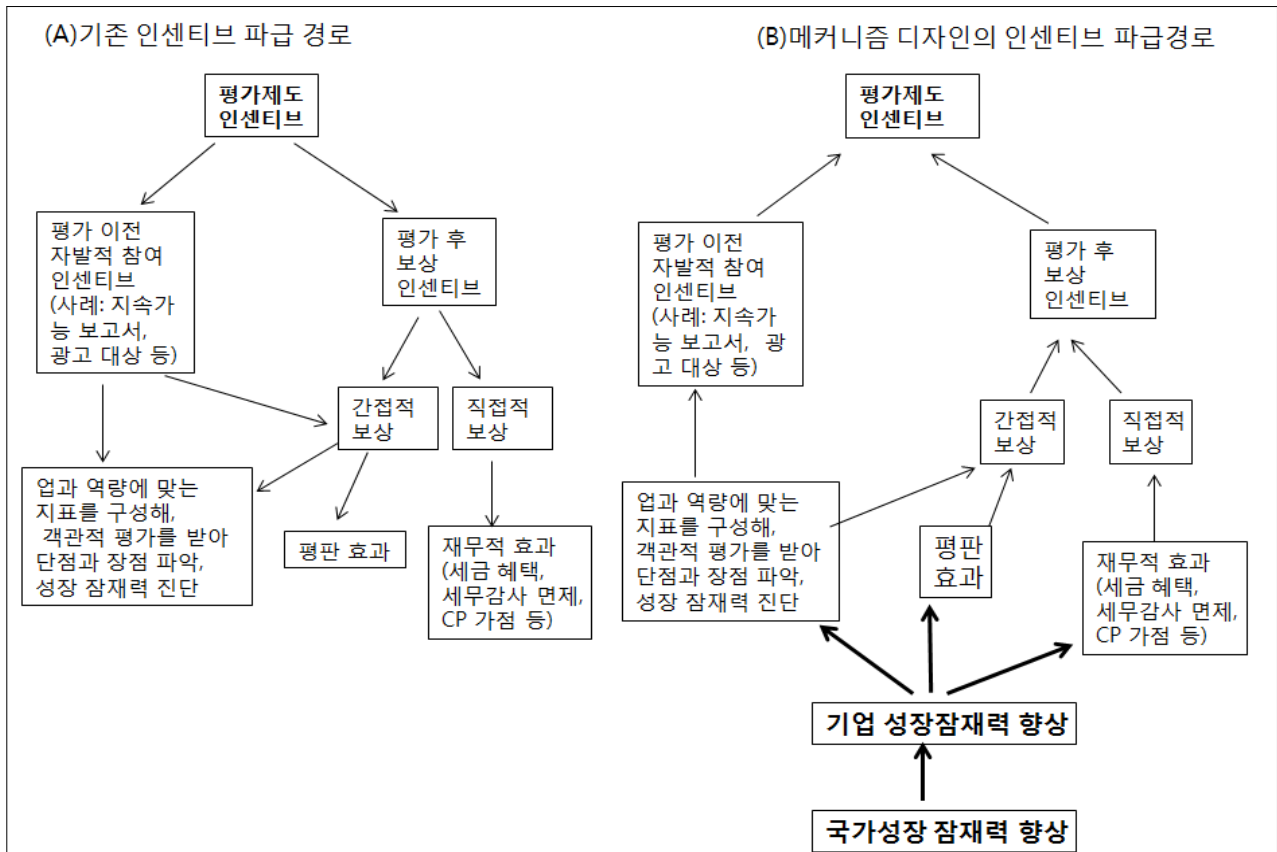 (A)기존 인센티브 파급 경로
평가제도
인센티브
평가 이전
자발적 참여
인센티브
(사례: 지속가
능 보고서,
광고 대상 등)
평가 후
보상
인센티브
간접적
보상
직접적
보상
업과 역량에 맞는
지표를 구성해,
객관적 평가를 받아
단점과 장점 파악,
성장 잠재력 진단
평판 효과
재무적 효과
(세금 혜택,
세무감사 면제,
CP 가점 등)
(B)메커니즘 디자인의 인센티브 파급경로
평가제도
인센티브
평가 이전
자발적 참여
인센티브
(사례: 지속가
능 보고서, 광
고 대상 등)
평가 후
보상
인센티브
간접적
보상
직접적
보상
업과 역량에 맞는
지표를 구성해,
객관적 평가를 받아
단점과 장점 파악,
성장 잠재력 진단
평판
효과
재무적 효과
(세금 혜택,
세무감사 면제,
CP 가점 등)
기업 성장잠재력 향상
국가성장 잠재력 향상